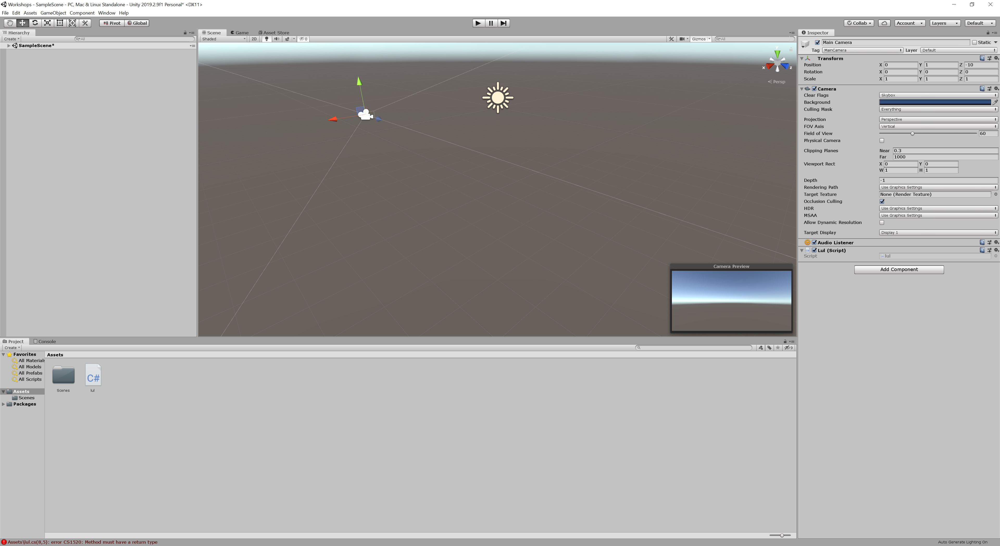 Workshops - SampleScene - PC, Mac & Linux Standalone - Unity 2019.2.9f1 Personal* <DX11>
File Edit Assets GameObject Component Window Help
Pivot Global Collab Account Layers Default
Hierarchy
Create All
SampleScene*
Scene Game Asset Store
Shaded 2D 0 Gizmos All
y
x z
Persp
Camera Preview
Inspector
Main Camera Static
Tag MainCamera Layer Default
Transform
Position X 0 Y 1 Z -10
Rotation X 0 Y 0 Z 0
Scale X 1 Y 1 Z 1
Camera
Clear Flags Skybox
Background
Culling Mask Everything
Projection Perspective
FOV Axis Vertical
Field of View 60
Physical Camera
Clipping Planes Near 0.3
Far 1000
Viewport Rect X 0 Y 0
W 1 H 1
Depth -1
Rendering Path Use Graphics Settings
Target Texture None (Render Texture)
Occlusion Culling
HDR Use Graphics Settings
MSAA Use Graphics Settings
Allow Dynamic Resolution
Target Display Display 1
Audio Listener
Lul (Script)
Script lul
Add Component
Project Console
Create 9
Favorites
All Materials
All Models
All Prefabs
All Scripts
Assets
Scenes
Packages
Assets
C#
Scenes lul
Assets\lul.cs(8,5): error CS1520: Method must have a return type
Auto Generate Lighting On